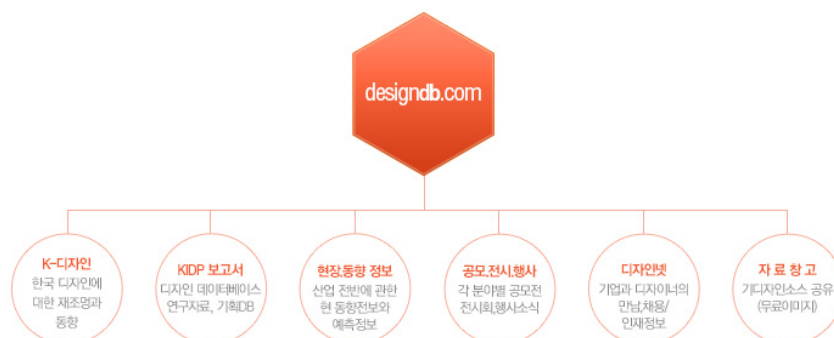 designdb.com
K-디자인
한국 디자인에
대한 재조명과
동향
KIDP 보고서
디자인 데이터베이스
연구자료, 기획DB
현장,동향 정보
산업 전반에 관한
현 동향전보와
예측정보
공모,전시,행사
각 분야별 공모전
전시회,행사소식
디자인넷
기업과 디자이너의
만남,채용/
인재정보
자 료 창 고
기디자인소스 공유
(무료이미지)